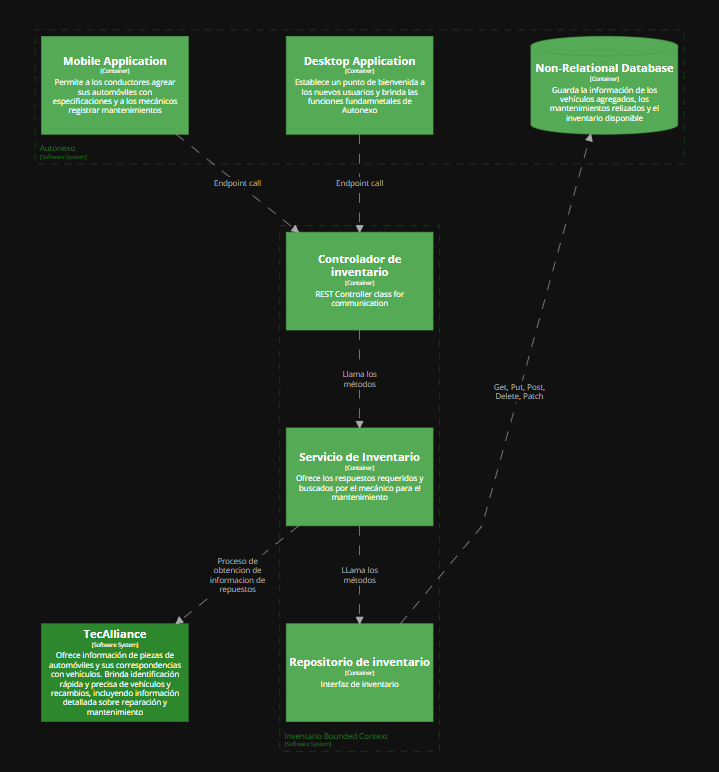 Mobile Application
[Container]
Permite a los conductores agrear
sus automóviles con
especificaciones y a los mecánicos
registrar mantenimientos
Desktop Application
[Container]
Establece un punto de bienvenida a
los nuevos usuarios y brinda las
funciones fundamnetales de
Autonexo
Non-Relational Database
[Container]
Guarda la información de los
vehículos agregados, los
mantenimientos relizados y el
inventario disponible
Autonexo
[Software System]
Endpoint call
Endpoint call
Controlador de
inventario
[Container]
REST Controller class for
communication
Llama los
métodos
Get, Put, Post,
Delete, Patch
Servicio de Inventario
[Container]
Ofrece los respuestos requeridos y
buscados por el mecánico para el
mantenimiento
Proceso de
obtencion de
informacion de
repuestos
LLama los
métodos
TecAlliance
[Software System]
Ofrece información de piezas de
automóviles y sus correspondencias
con vehículos. Brinda identificación
rápida y precisa de vehículos y
recambios, incluyendo información
detallada sobre reparación y
mantenimiento
Repositorio de inventario
[Container]
Interfaz de inventario
Inventario Bounded Context
[Software System]